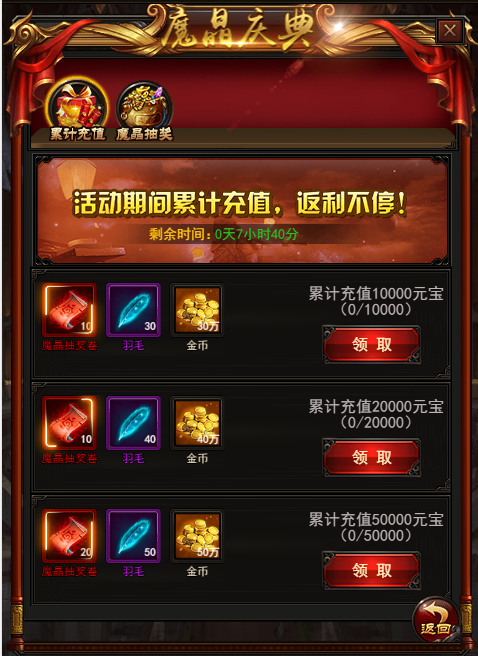 魔晶庆典
累计充值 魔晶抽奖
活动期间累计充值，返利不停！
剩余时间：0天7小时40分
累计充值10000元宝
(0/10000)
10 30 30万
魔晶抽奖卷 羽毛 金币
领取
累计充值20000元宝
(0/20000)
10 40 40万
魔晶抽奖卷 羽毛 金币
领取
累计充值50000元宝
(0/50000)
20 50 50万
魔晶抽奖卷 羽毛 金币
领取
返回